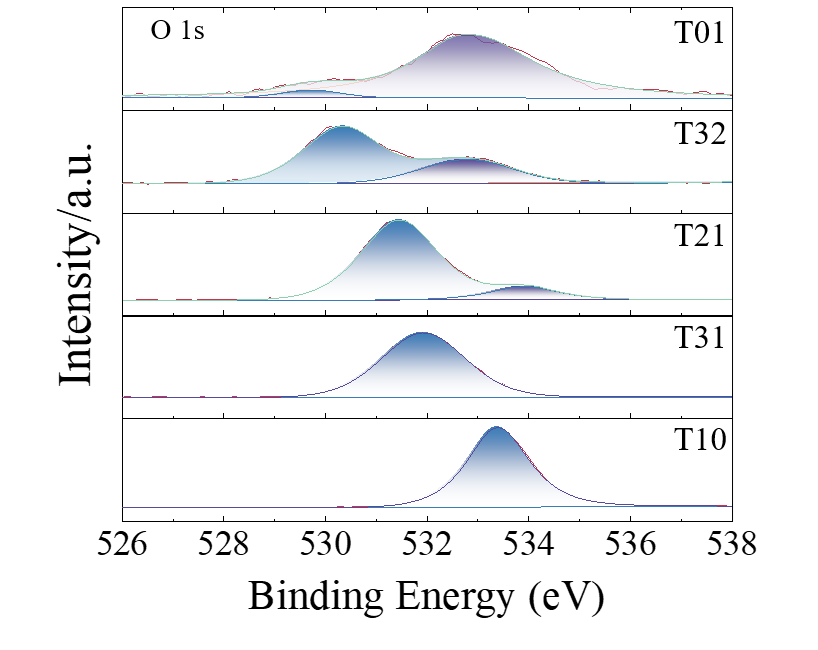 O 1s
T01
T32
T21
T31
T10
Intensity/a.u.
526 528 530 532 534 536 538
Binding Energy (eV)